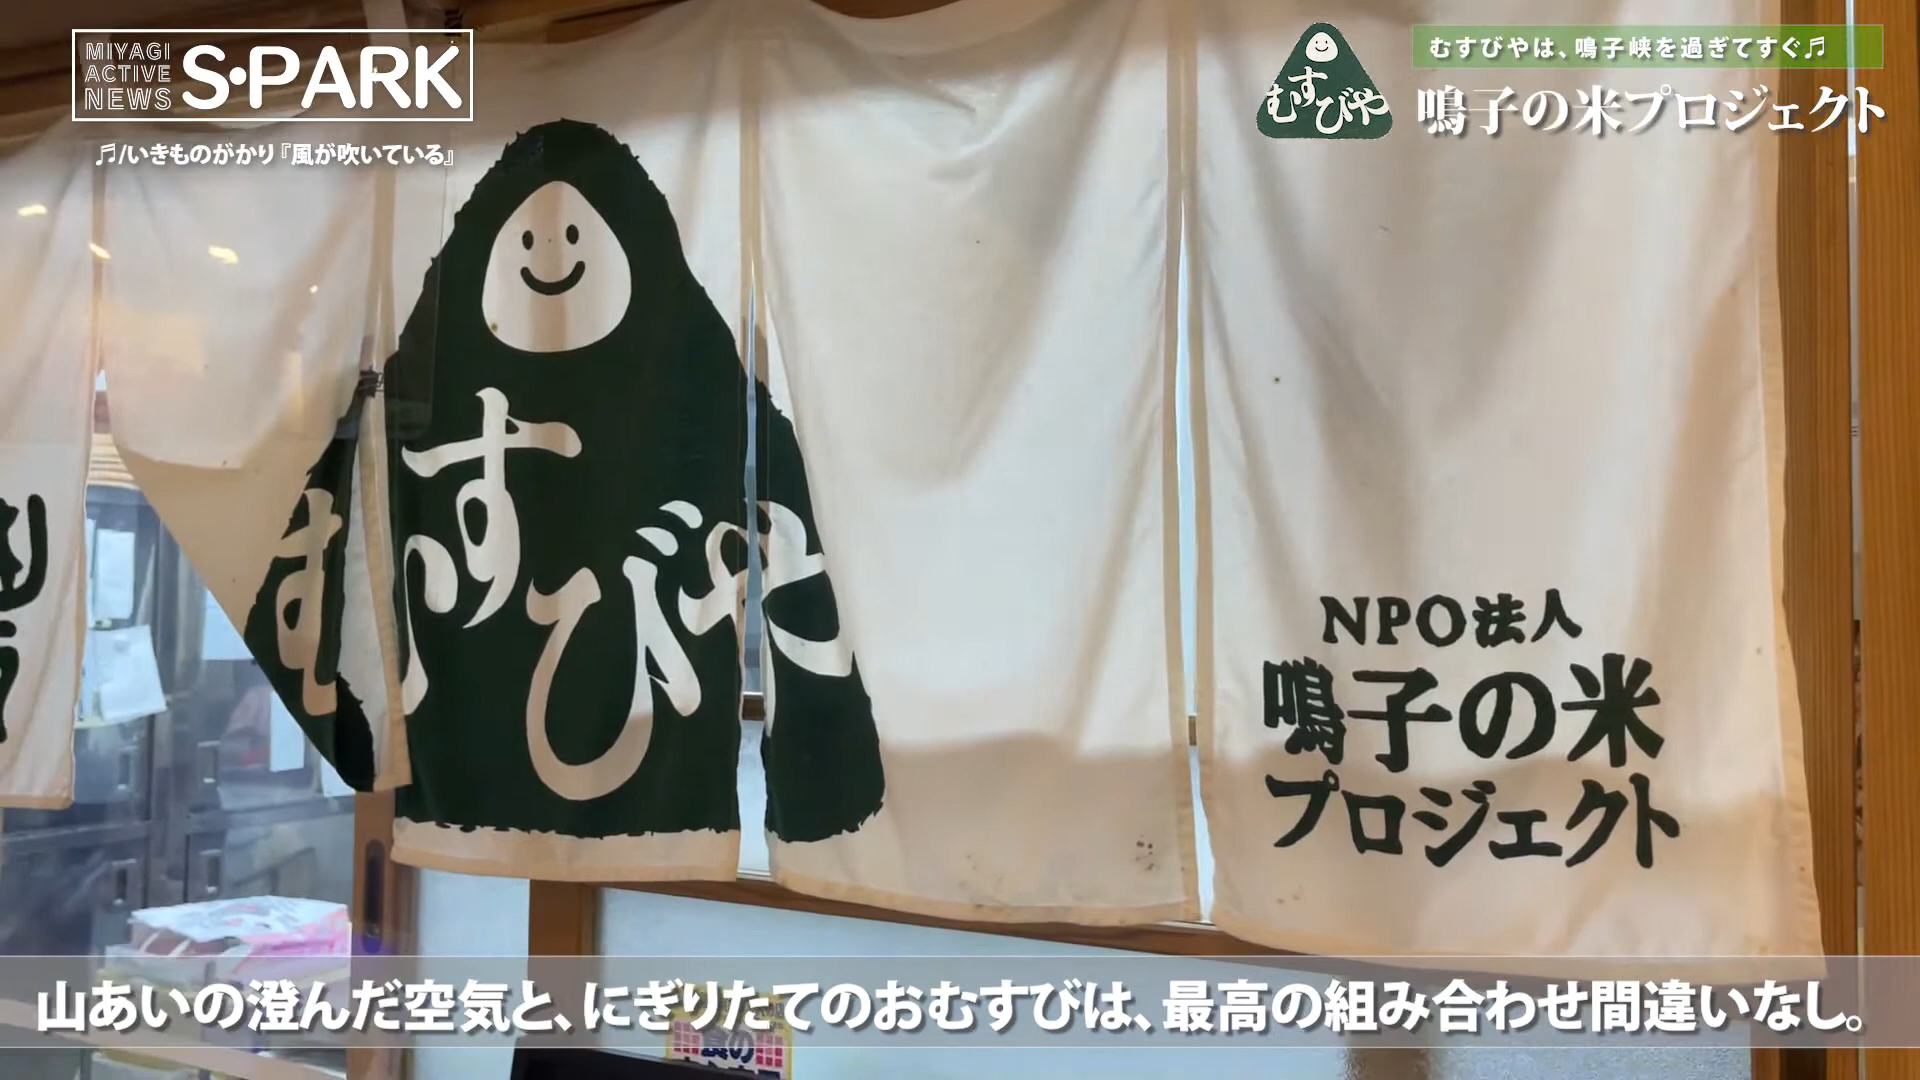 MIYAGI
ACTIVE
NEWS
S·PARK
♬/いきものがかり『風が吹いている』
むすびや
むすびやは、鳴子峡を過ぎてすぐ♬
鳴子の米プロジェクト
むすびや
NPO法人
鳴子の米
プロジェクト
山あいの澄んだ空気と、にぎりたてのおむすびは、最高の組み合わせ間違いなし。